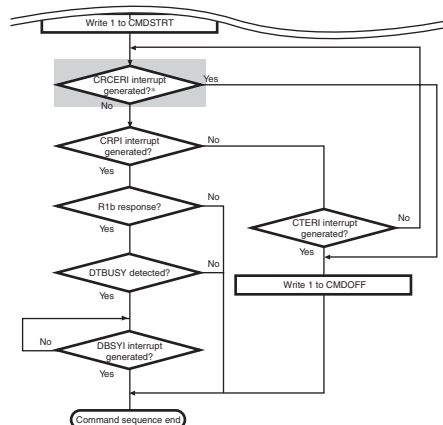 Write 1 to CMDSTRT
CRCERI interrupt
generated?*
Yes
No
CRPI interrupt
generated?
No
Yes
R1b response?
No
Yes
CTERI interrupt
generated?
No
Yes
DTBUSY detected?
No
Yes
Write 1 to CMDOFF
DBSYI interrupt
generated?
No
Yes
Command sequence end